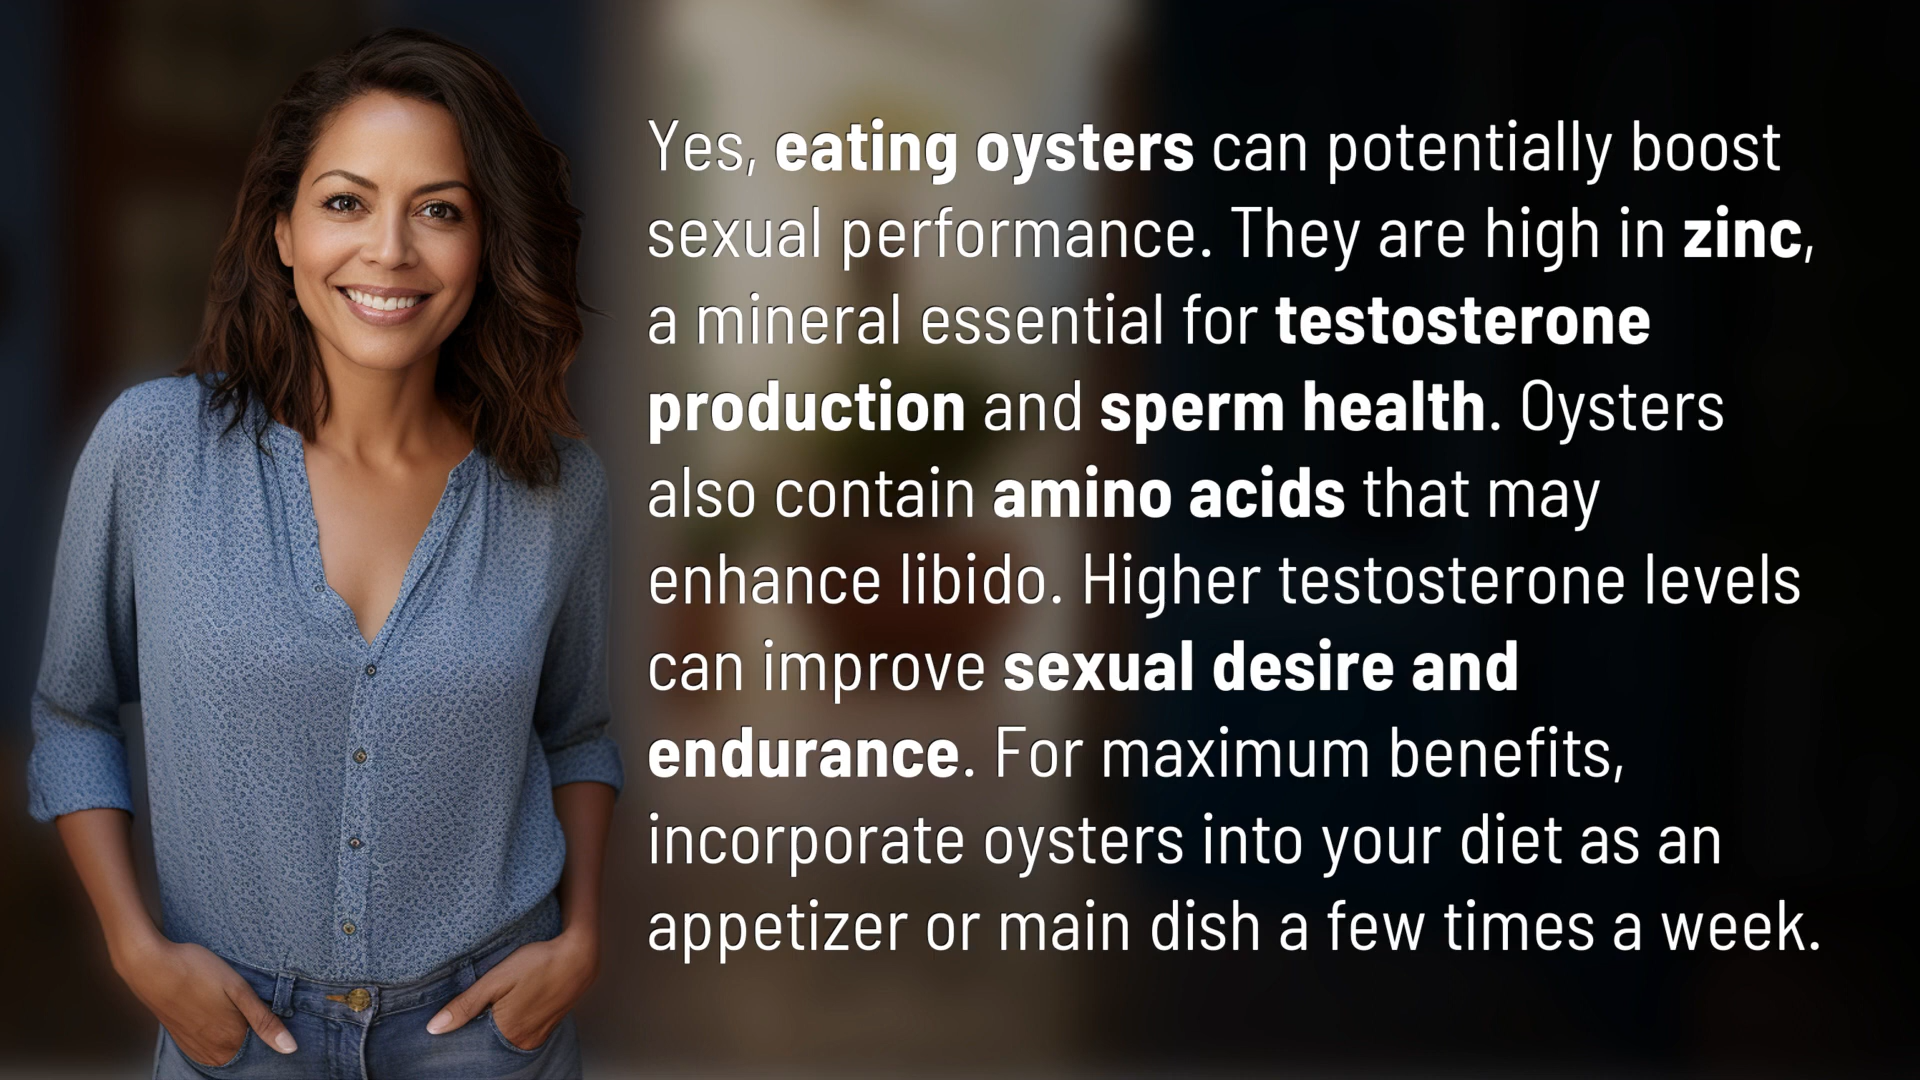 Yes, eating oysters can potentially boost
sexual performance. They are high in zinc,
a mineral essential for testosterone
production and sperm health. Oysters
also contain amino acids that may
enhance libido. Higher testosterone levels
can improve sexual desire and
endurance. For maximum benefits,
incorporate oysters into your diet as an
appetizer or main dish a few times a week.